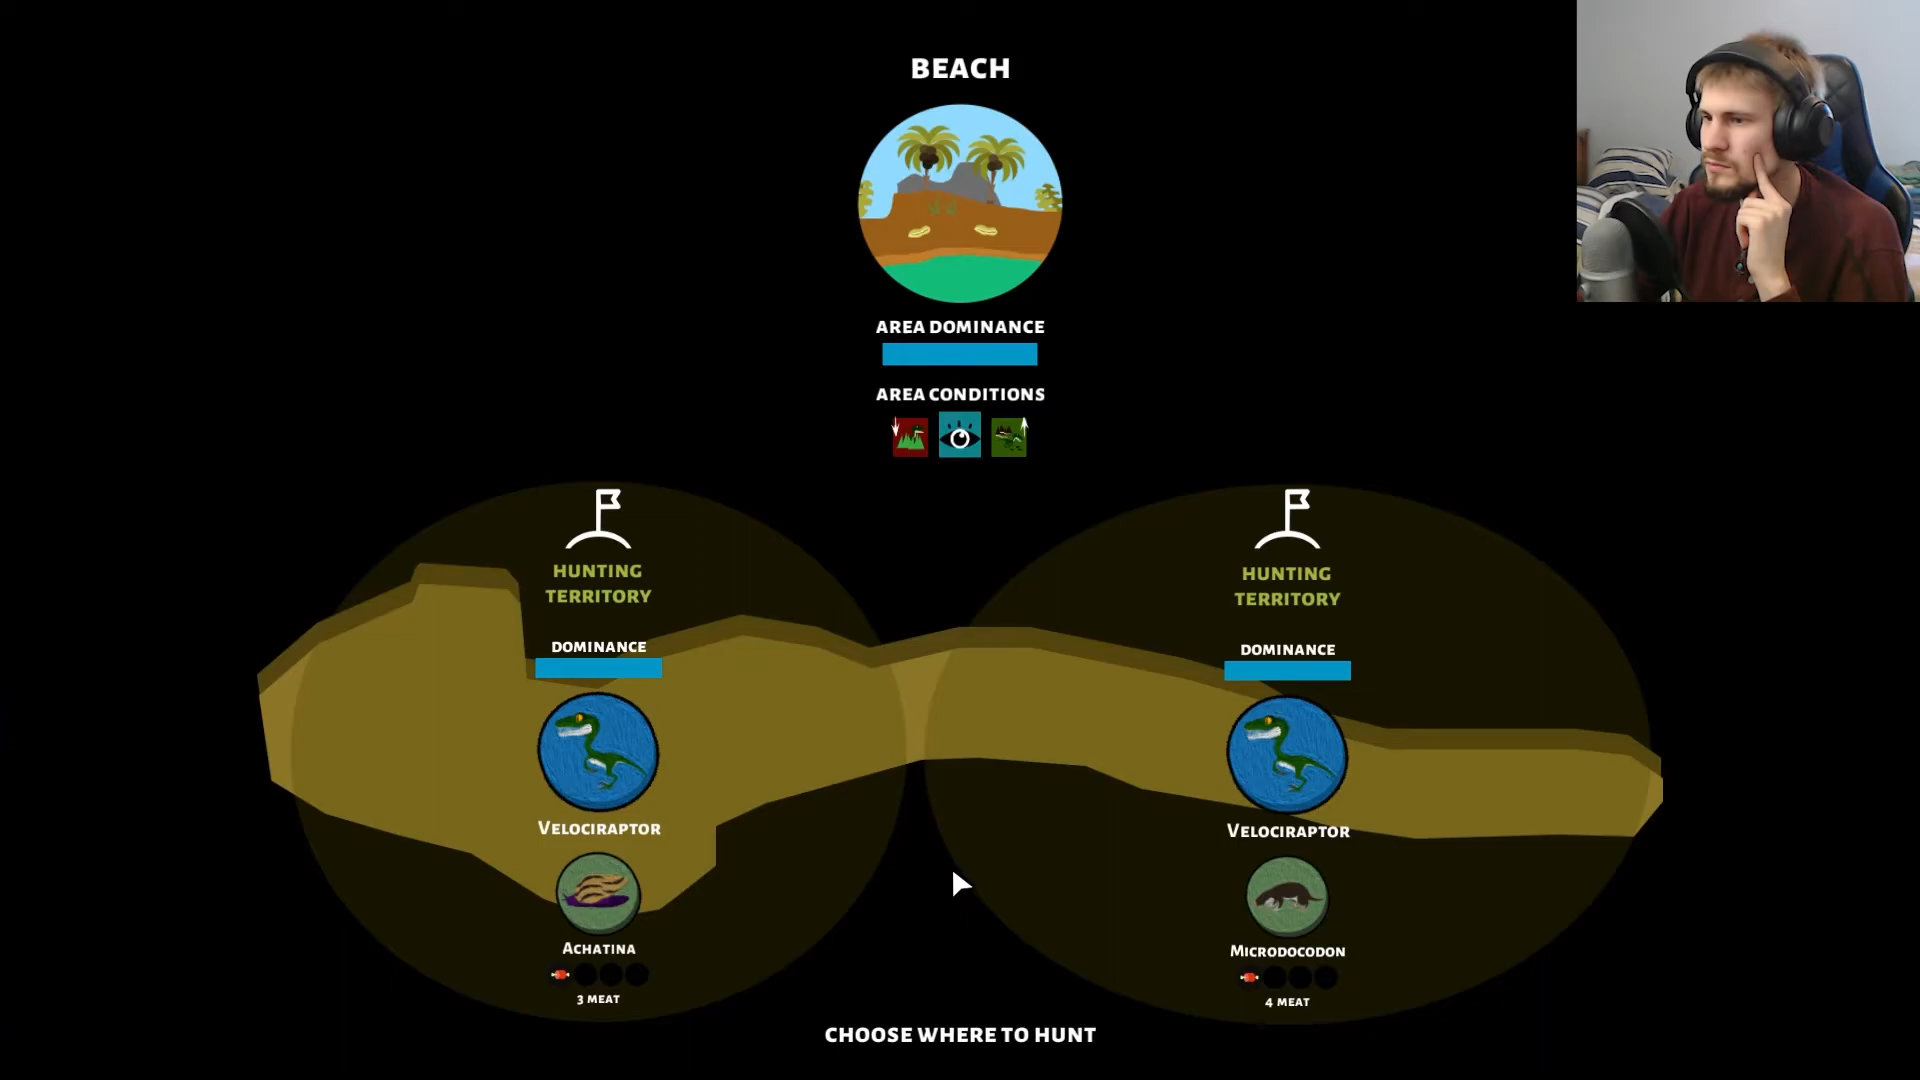 BEACH
AREA DOMINANCE
AREA CONDITIONS
HUNTING
TERRITORY
DOMINANCE
VELOCIRAPTOR
ACHATINA
3 MEAT
HUNTING
TERRITORY
DOMINANCE
VELOCIRAPTOR
MICRODOCODON
4 MEAT
CHOOSE WHERE TO HUNT